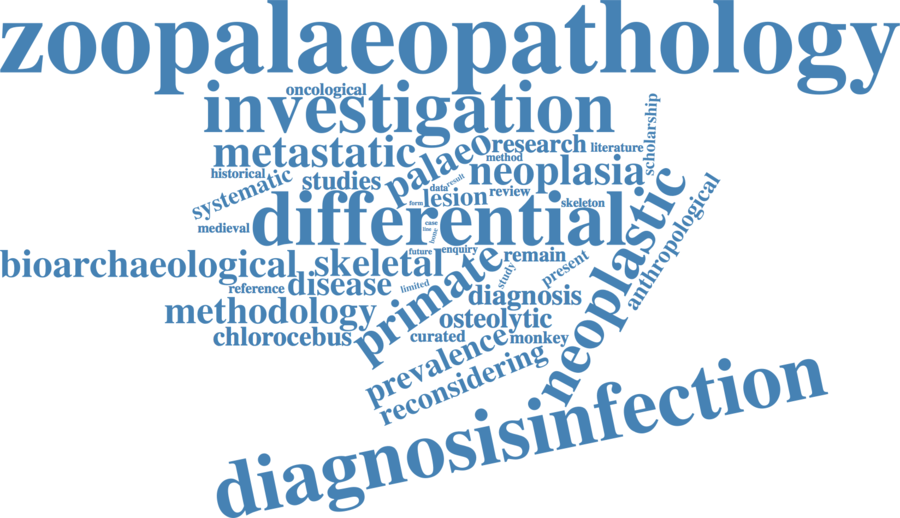 zoopalaeopathology
oncological
investigation
scholarship
metastatic
palaeo
research
literature
method
historical
systematic
studies
neoplasia
result
data
lesion
review
form
skeleton
medieval
differential
case
line
bone
neoplastic
anthropological
bioarchaeological
skeletal
future
enquiry
remain
primate
study
present
reference
disease
limited
diagnosis
methodology
osteolytic
chlorocebus
curated
monkey
prevalence
reconsidering
diagnosisinfection